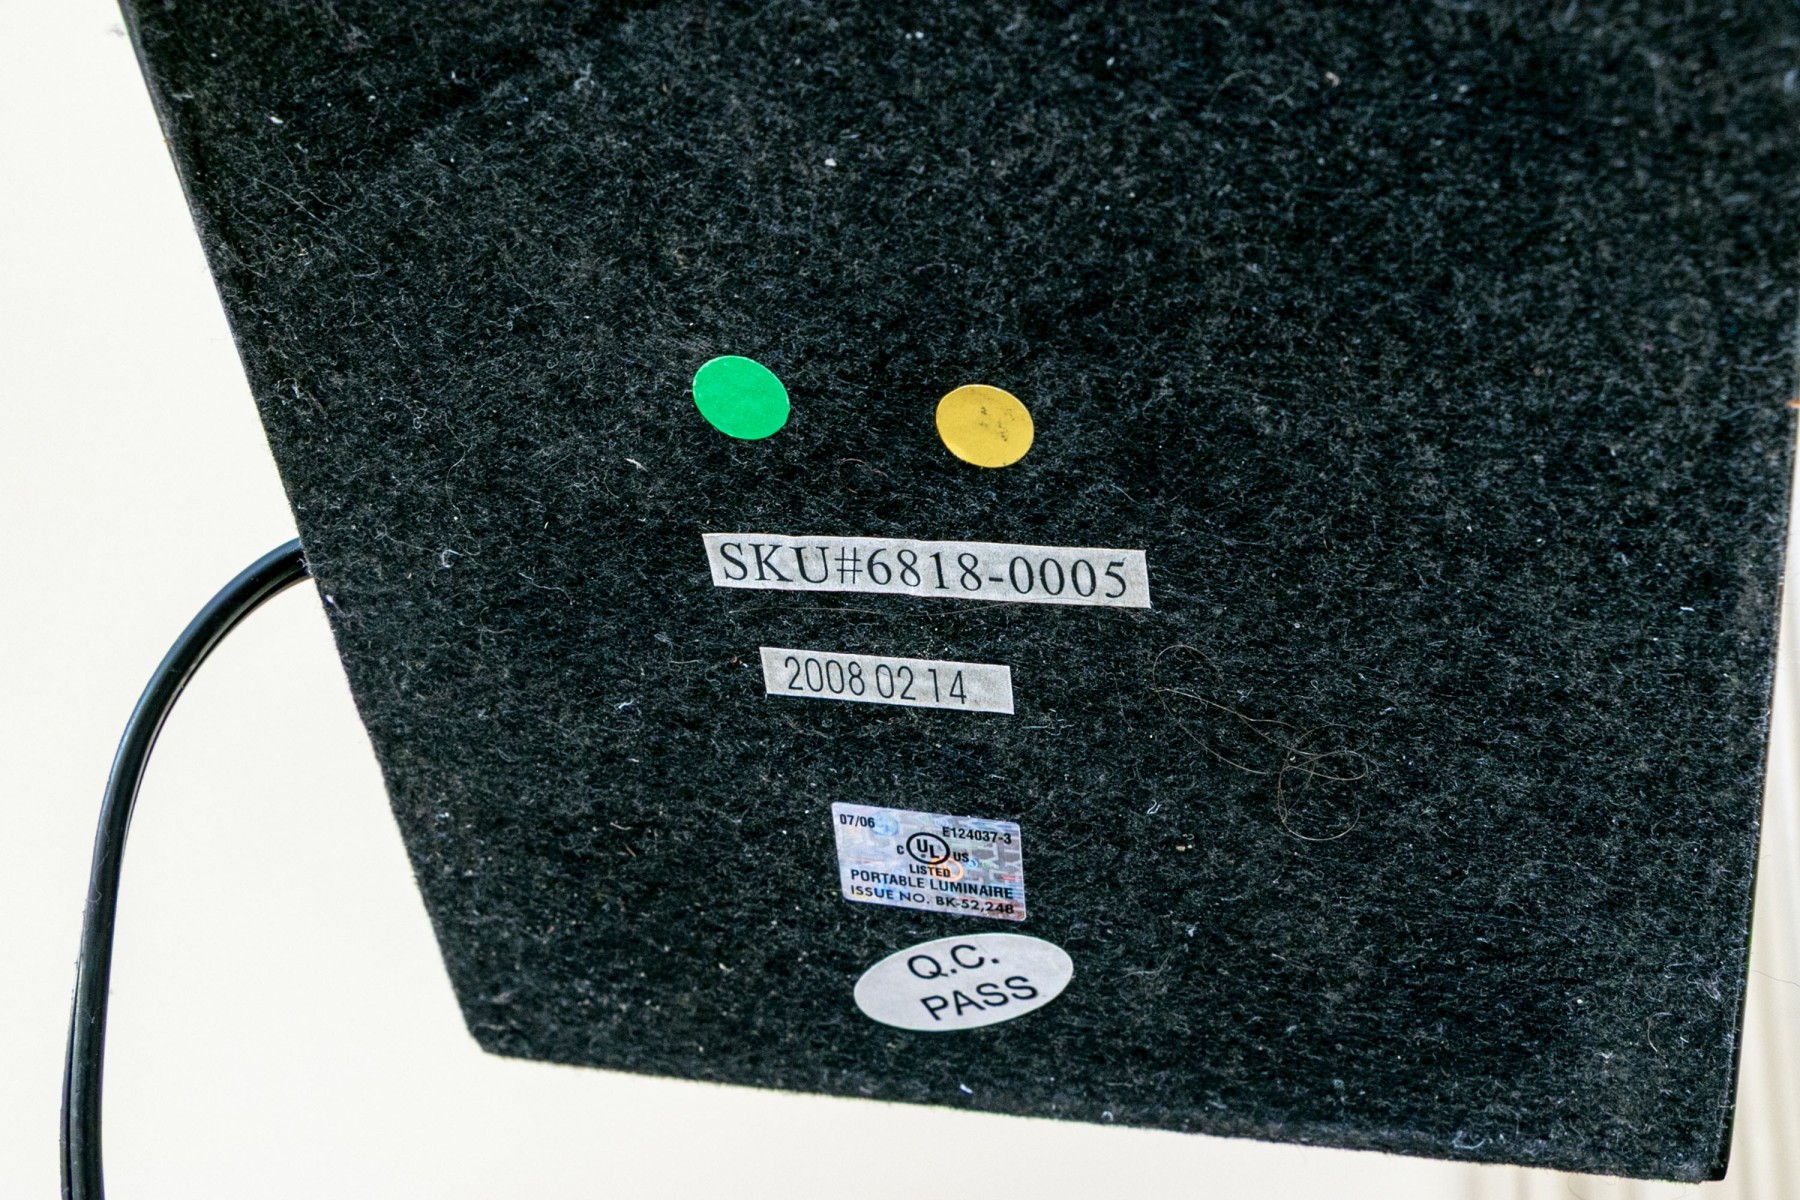 SKU#6818-0005
2008 02 14
07/06 E124037-3
C UL US
LISTED
PORTABLE LUMINAIRE
ISSUE NO. BK-52,248
Q.C.
PASS